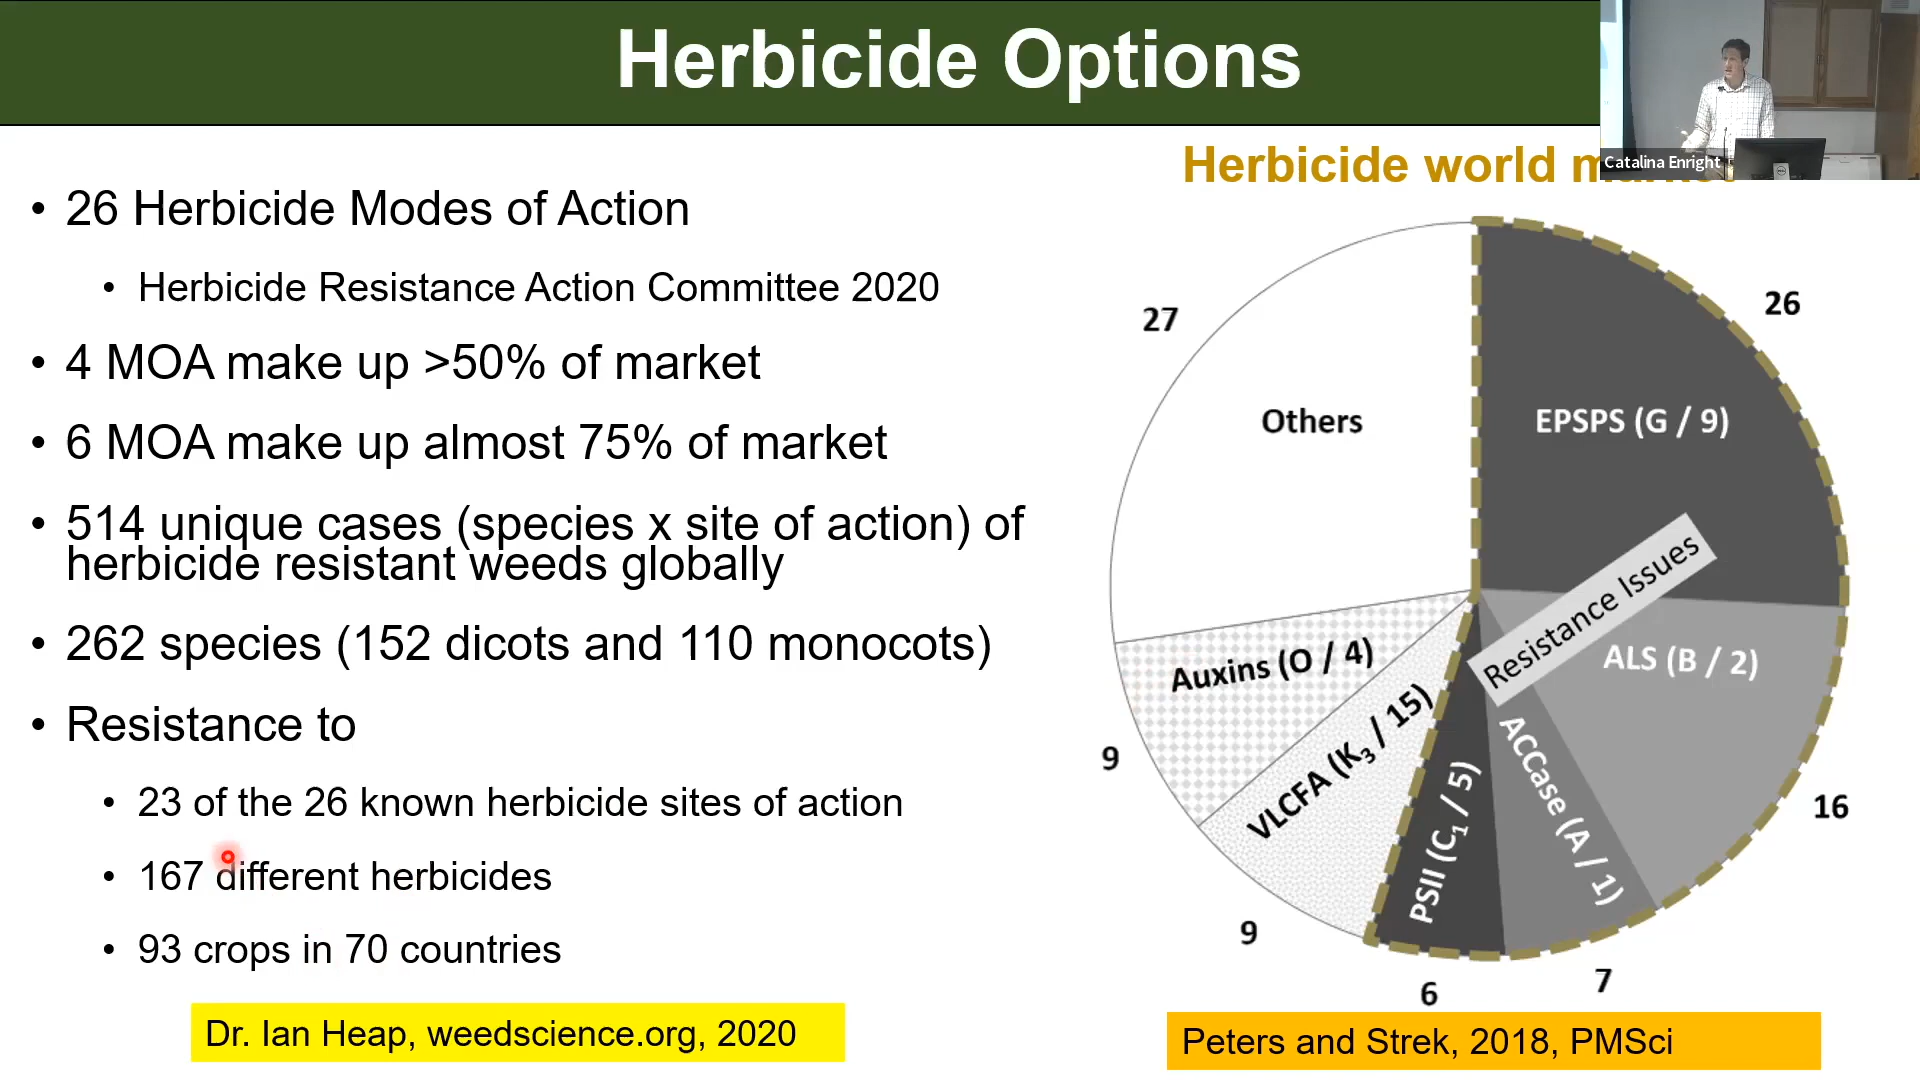 Herbicide Options
Catalina Enright
• 26 Herbicide Modes of Action
• Herbicide Resistance Action Committee 2020
• 4 MOA make up >50% of market
• 6 MOA make up almost 75% of market
• 514 unique cases (species x site of action) of
herbicide resistant weeds globally
• 262 species (152 dicots and 110 monocots)
• Resistance to
• 23 of the 26 known herbicide sites of action
• 167 different herbicides
• 93 crops in 70 countries
Dr. Ian Heap, weedscience.org, 2020
Herbicide world market
27
26
Others
EPSPS (G / 9)
Resistance Issues
ALS (B / 2)
Auxins (O / 4)
VLCFA (K3 / 15)
PSII (C1 / 5)
ACCase (A / 1)
9
16
9
7
6
Peters and Strek, 2018, PMSci